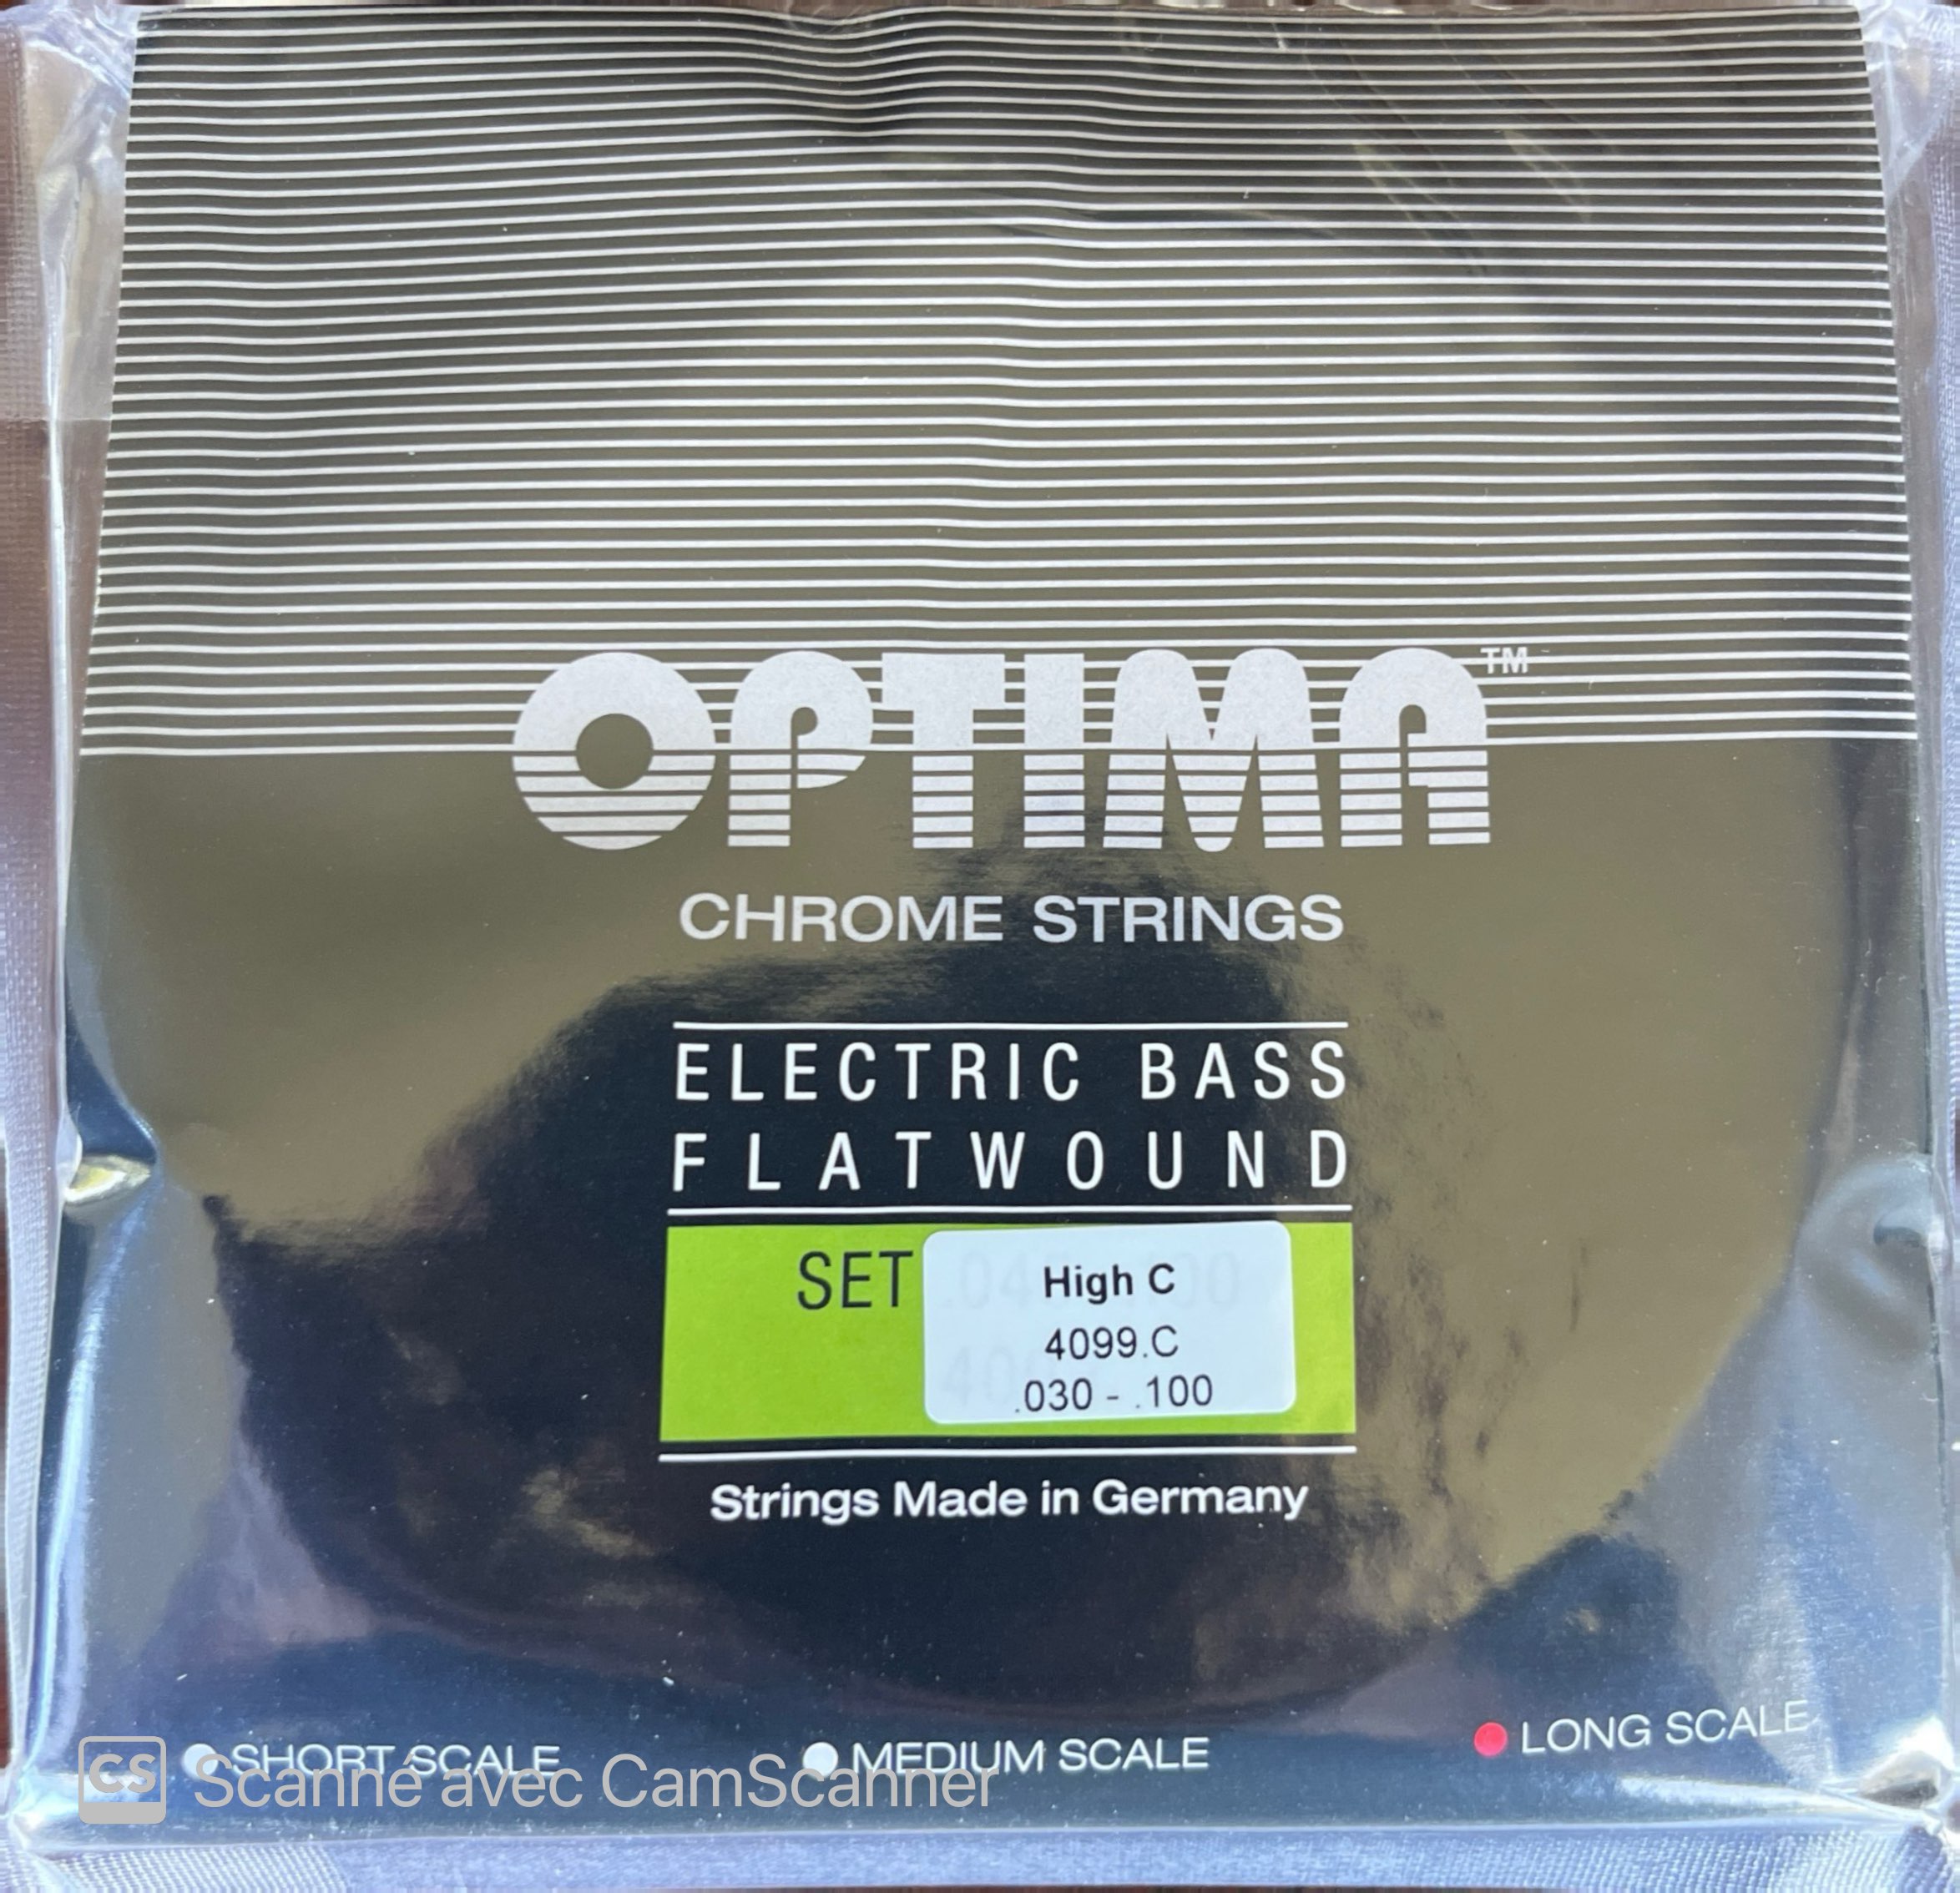 OPTIMA™
CHROME STRINGS
ELECTRIC BASS
FLATWOUND
SET
High C
4099.C
.030 - .100
Strings Made in Germany
SHORT SCALE
MEDIUM SCALE
LONG SCALE
CS Scanné avec CamScanner